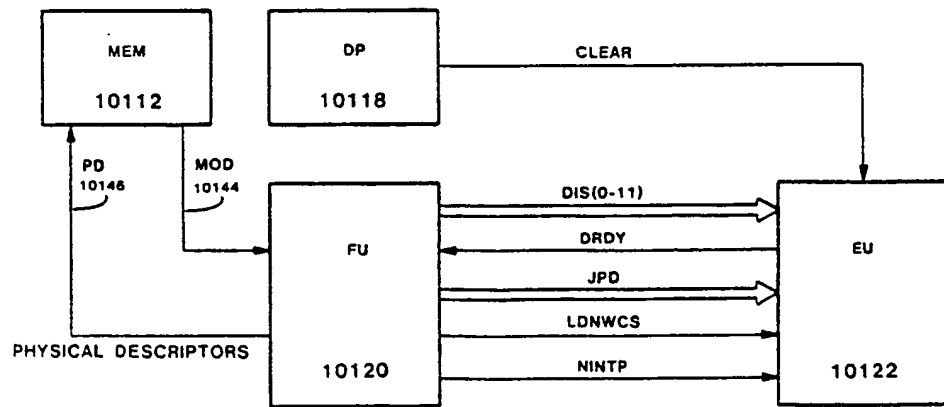 MEM
10112
DP
10118
CLEAR
PD
10146
MOD
10144
FU
10120
DIS(0-11)
DRDY
JPD
LDNWCS
NINTP
EU
10122
PHYSICAL DESCRIPTORS